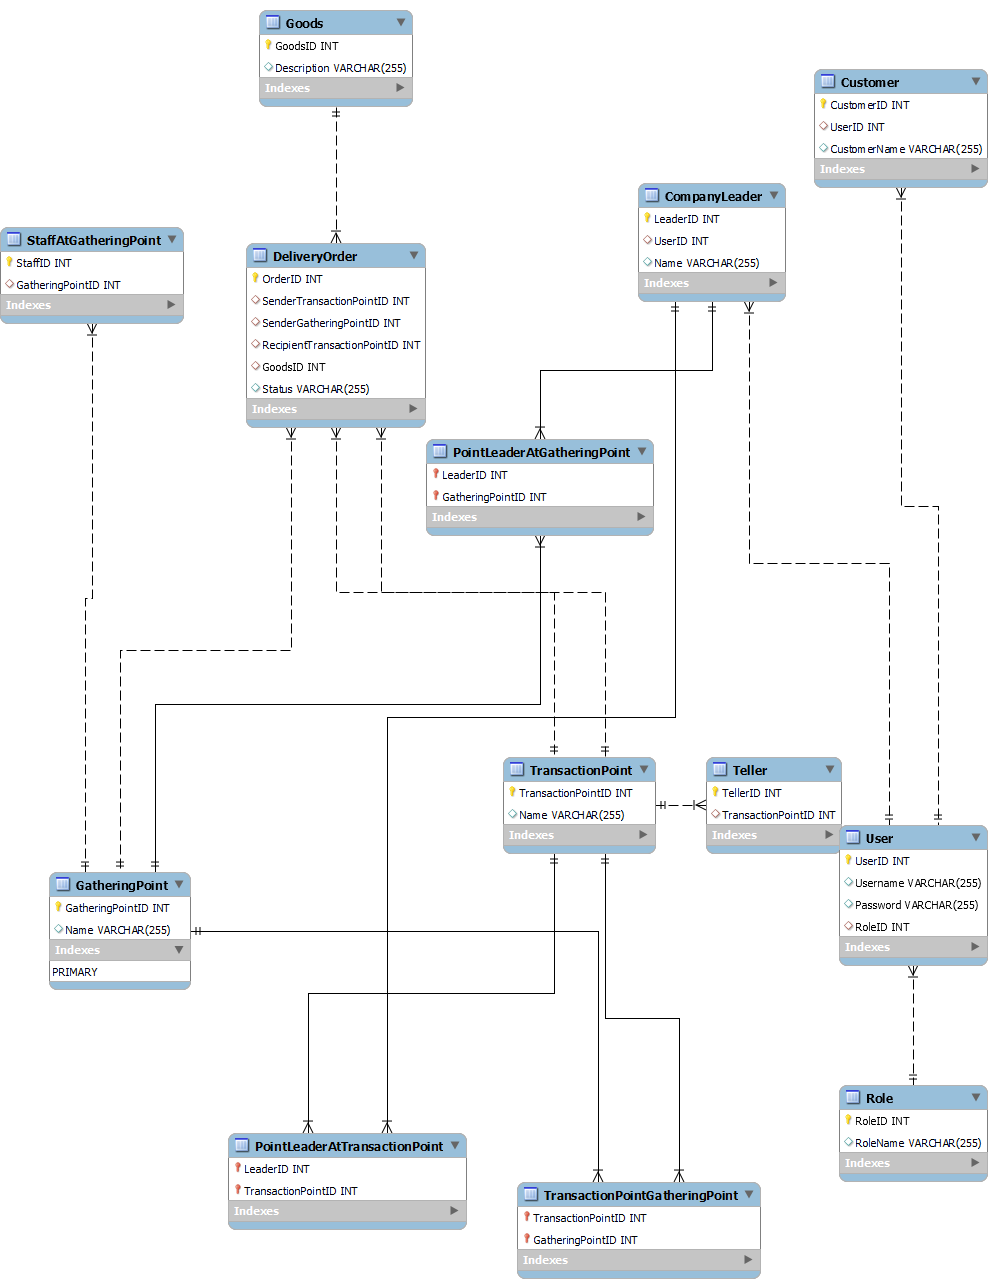 Goods
GoodsID INT
Description VARCHAR(255)
Indexes
Customer
CustomerID INT
UserID INT
CustomerName VARCHAR(255)
Indexes
CompanyLeader
LeaderID INT
UserID INT
Name VARCHAR(255)
Indexes
StaffAtGatheringPoint
StaffID INT
GatheringPointID INT
Indexes
DeliveryOrder
OrderID INT
SenderTransactionPointID INT
SenderGatheringPointID INT
RecipientTransactionPointID INT
GoodsID INT
Status VARCHAR(255)
Indexes
PointLeaderAtGatheringPoint
LeaderID INT
GatheringPointID INT
Indexes
TransactionPoint
TransactionPointID INT
Name VARCHAR(255)
Indexes
Teller
TellerID INT
TransactionPointID INT
Indexes
User
UserID INT
Username VARCHAR(255)
Password VARCHAR(255)
RoleID INT
Indexes
GatheringPoint
GatheringPointID INT
Name VARCHAR(255)
Indexes
PRIMARY
Role
RoleID INT
RoleName VARCHAR(255)
Indexes
PointLeaderAtTransactionPoint
LeaderID INT
TransactionPointID INT
Indexes
TransactionPointGatheringPoint
TransactionPointID INT
GatheringPointID INT
Indexes